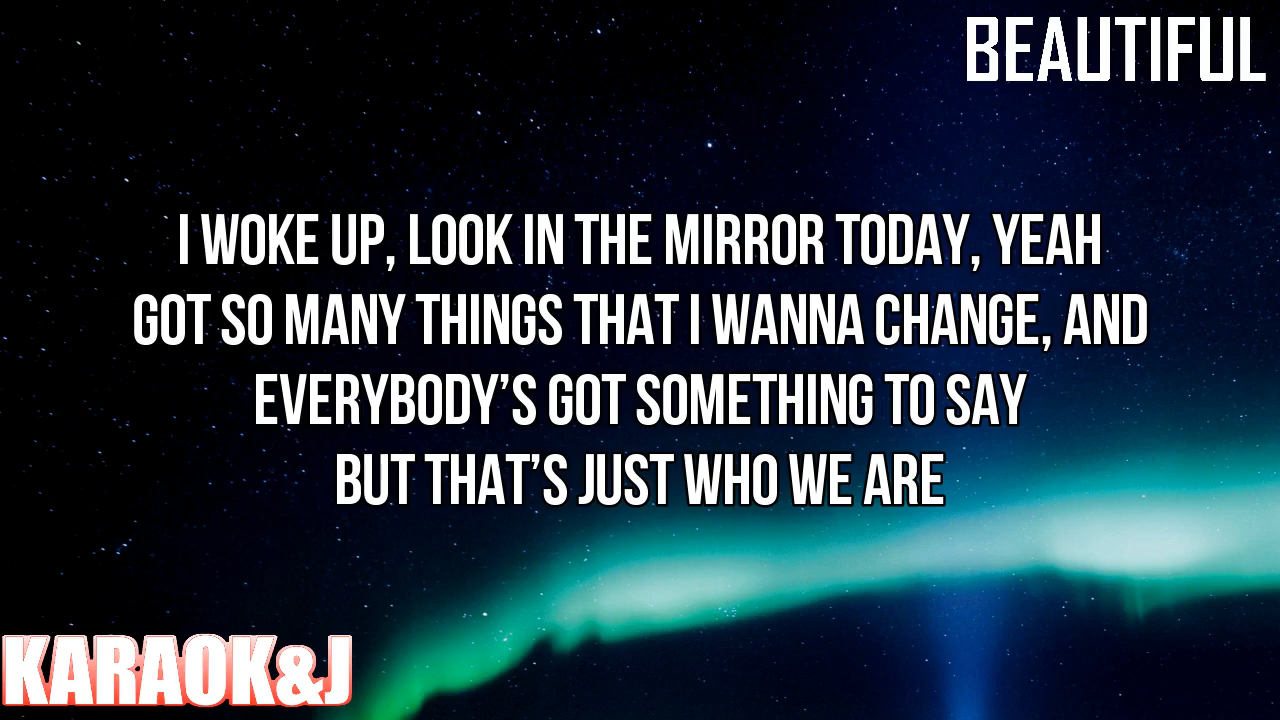 BEAUTIFUL
I WOKE UP, LOOK IN THE MIRROR TODAY, YEAH
GOT SO MANY THINGS THAT I WANNA CHANGE, AND
EVERYBODY’S GOT SOMETHING TO SAY
BUT THAT’S JUST WHO WE ARE
KARAOK&J